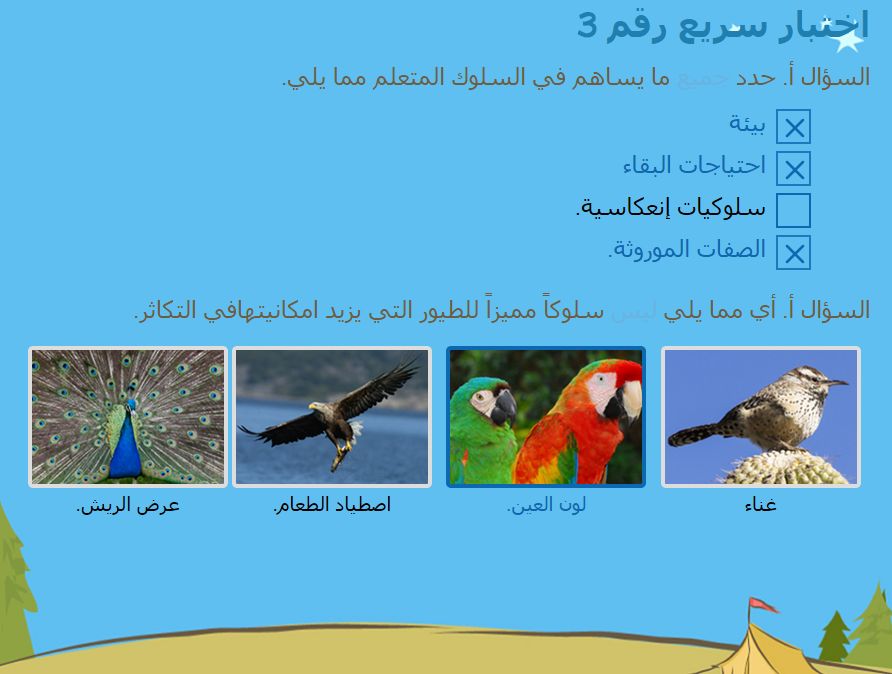 اختبار سريع رقم 3
السؤال أ. حدد جميع ما يساهم في السلوك المتعلم مما يلي.
بيئة
احتياجات البقاء
سلوكيات إنعكاسية.
الصفات الموروثة.
السؤال أ. أي مما يلي ليس سلوكاً مميزاً للطيور التي يزيد امكانيتهافي التكاثر.
غناء
لون العين.
اصطياد الطعام.
عرض الريش.